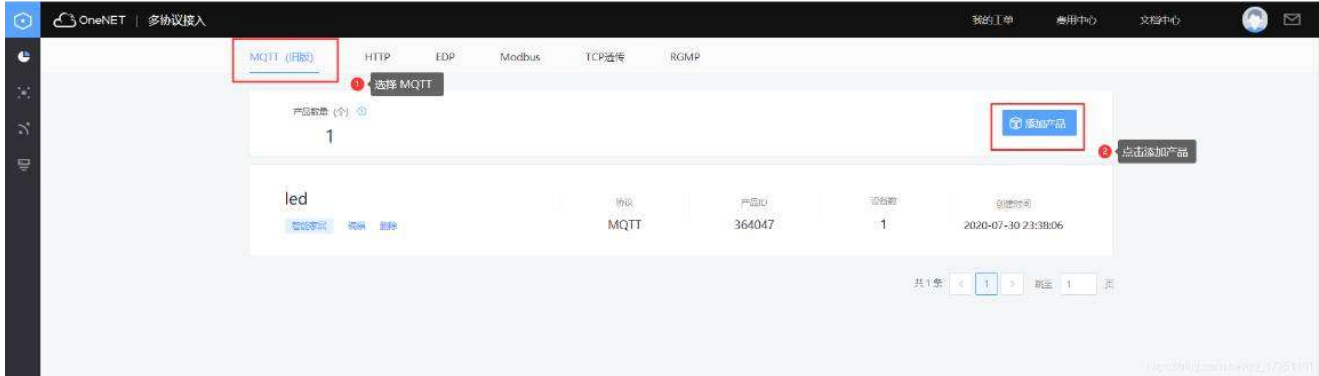 OneNET | 多协议接入 我的工单 费用中心 文档中心
MQTT (旧版) HTTP EDP Modbus TCP透传 RGMP
1 选择 MQTT
产品数量 (个)
1
添加产品
2 点击添加产品
led 协议 产品ID 设备数 创建时间
智能家居 编辑 删除 MQTT 364047 1 2020-07-30 23:38:06
共 1 条 < 1 > 跳至 1 页